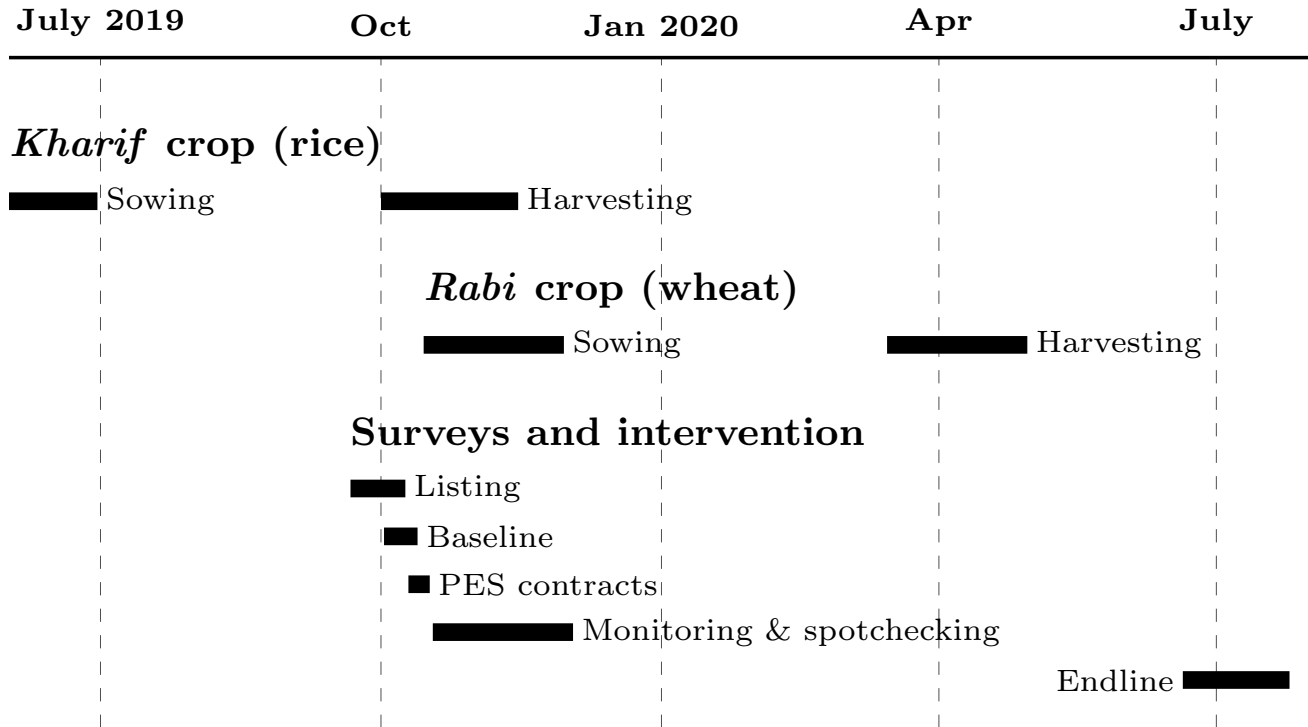 July 2019 Oct Jan 2020 Apr July
Kharif crop (rice)
Sowing Harvesting
Rabi crop (wheat)
Sowing Harvesting
Surveys and intervention
Listing
Baseline
PES contracts
Monitoring & spotchecking
Endline